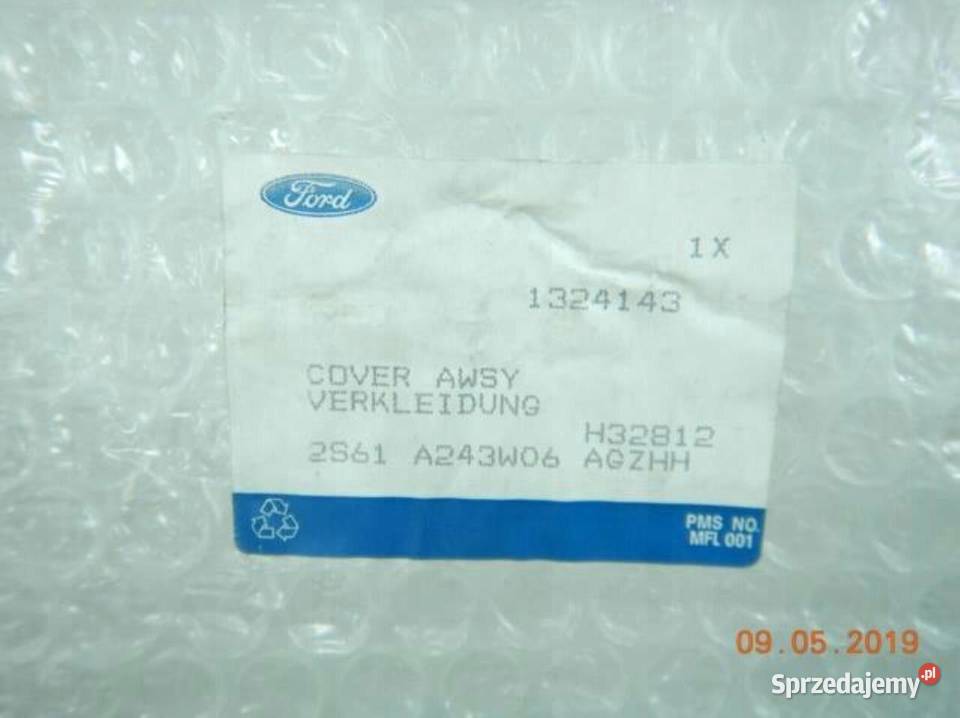 Ford
1X
1324143
COVER AWSY
VERKLEIDUNG
H32812
2S61 A243W06 AGZHH
PMS NO.
MFL 001
09.05.2019
Sprzedajemy.pl